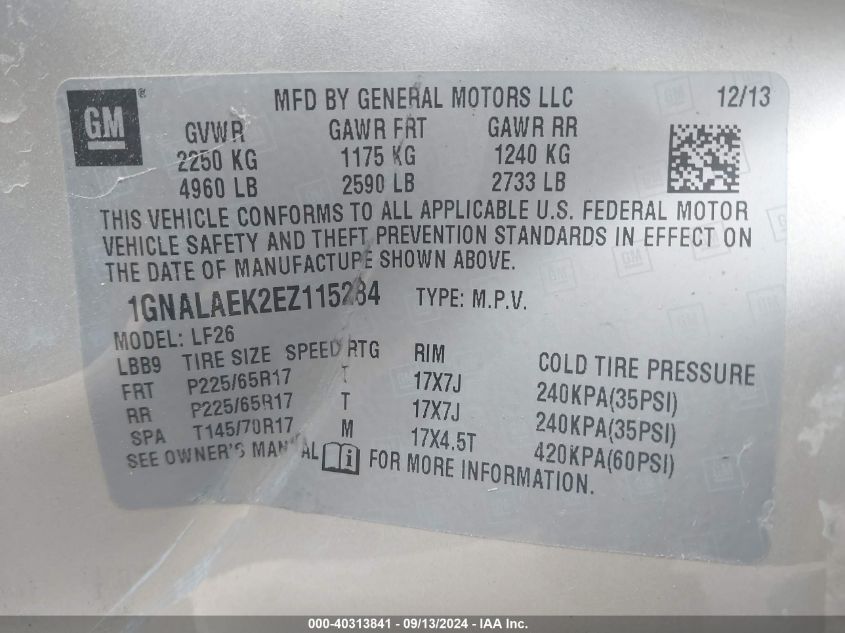 GM ® MFD BY GENERAL MOTORS LLC 12/13
GVWR GAWR FRT GAWR RR
2250 KG 1175 KG 1240 KG
4960 LB 2590 LB 2733 LB
THIS VEHICLE CONFORMS TO ALL APPLICABLE U.S. FEDERAL MOTOR
VEHICLE SAFETY AND THEFT PREVENTION STANDARDS IN EFFECT ON
THE DATE OF MANUFACTURE SHOWN ABOVE.
1GNALAEK2EZ115284 TYPE: M.P.V.
MODEL: LF26
LBB9 TIRE SIZE SPEED RTG RIM COLD TIRE PRESSURE
FRT P225/65R17 T 17X7J 240KPA(35PSI)
RR P225/65R17 T 17X7J 240KPA(35PSI)
SPA T145/70R17 M 17X4.5T 420KPA(60PSI)
SEE OWNER'S MANUAL FOR MORE INFORMATION.
000-40313841 - 09/13/2024 - IAA Inc.